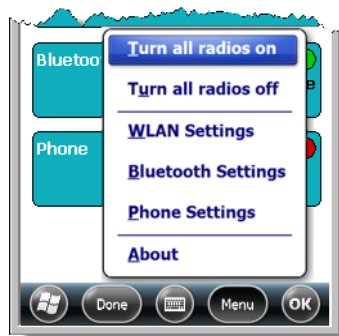 Turn all radios on
Bluetoo
Turn all radios off
e
WLAN Settings
Phone
Bluetooth Settings
Phone Settings
About
Done
Menu
OK